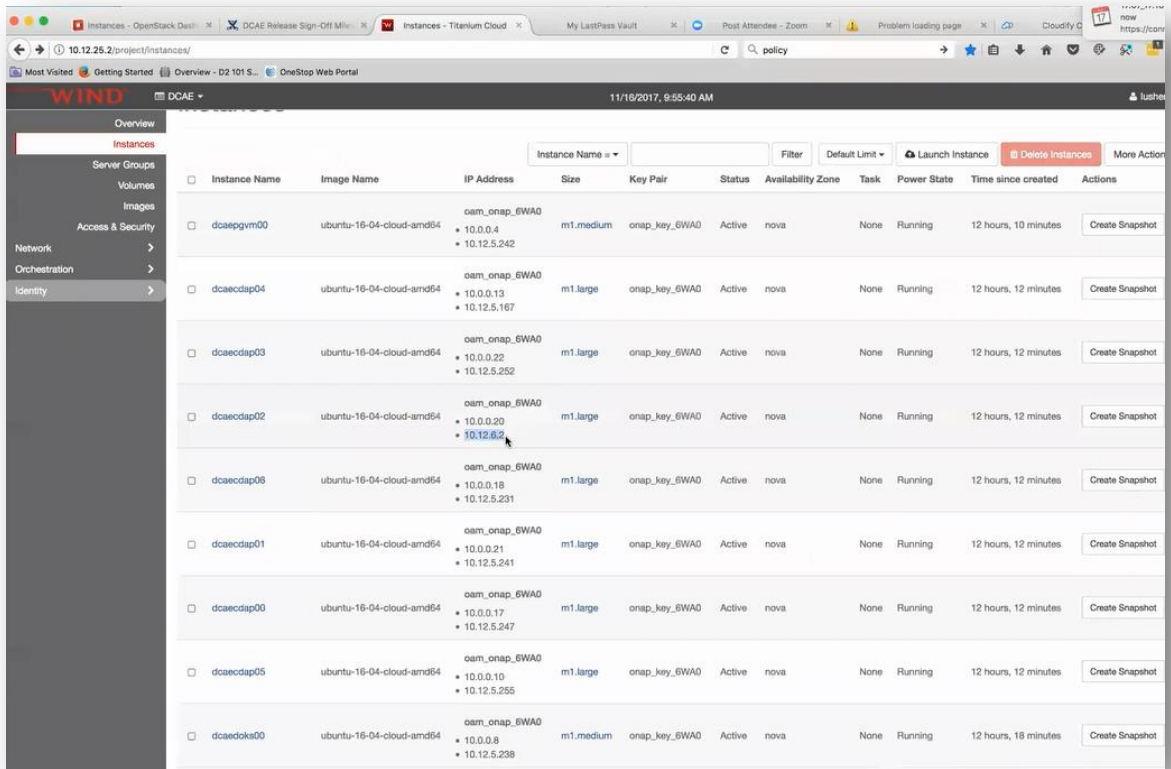 Instances - OpenStack Dash
DCAE Release Sign-Off Miles
Instances - Titanium Cloud
My LastPass Vault
Post Attendee - Zoom
Problem loading page
Cloudify C
17
now
10.12.25.2/project/instances/
policy
Most Visited
Getting Started
Overview - D2 101 S...
OneStop Web Portal
WIND
DCAE
11/16/2017, 9:55:40 AM
lusher
Overview
Instances
Server Groups
Volumes
Images
Access & Security
Network
Orchestration
Identity
Instance Name =
Filter
Default Limit
Launch Instance
Delete Instances
More Action
Instance Name Image Name IP Address Size Key Pair Status Availability Zone Task Power State Time since created Actions
oam_onap_6WA0
dcaepgvm00 ubuntu-16-04-cloud-amd64 • 10.0.0.4 m1.medium onap_key_6WA0 Active nova None Running 12 hours, 10 minutes Create Snapshot
• 10.12.5.242
oam_onap_6WA0
dcaecdap04 ubuntu-16-04-cloud-amd64 • 10.0.0.13 m1.large onap_key_6WA0 Active nova None Running 12 hours, 12 minutes Create Snapshot
• 10.12.5.167
oam_onap_6WA0
dcaecdap03 ubuntu-16-04-cloud-amd64 • 10.0.0.22 m1.large onap_key_6WA0 Active nova None Running 12 hours, 12 minutes Create Snapshot
• 10.12.5.252
oam_onap_6WA0
dcaecdap02 ubuntu-16-04-cloud-amd64 • 10.0.0.20 m1.large onap_key_6WA0 Active nova None Running 12 hours, 12 minutes Create Snapshot
• 10.12.6.2
oam_onap_6WA0
dcaecdap06 ubuntu-16-04-cloud-amd64 • 10.0.0.18 m1.large onap_key_6WA0 Active nova None Running 12 hours, 12 minutes Create Snapshot
• 10.12.5.231
oam_onap_6WA0
dcaecdap01 ubuntu-16-04-cloud-amd64 • 10.0.0.21 m1.large onap_key_6WA0 Active nova None Running 12 hours, 12 minutes Create Snapshot
• 10.12.5.241
oam_onap_6WA0
dcaecdap00 ubuntu-16-04-cloud-amd64 • 10.0.0.17 m1.large onap_key_6WA0 Active nova None Running 12 hours, 12 minutes Create Snapshot
• 10.12.5.247
oam_onap_6WA0
dcaecdap05 ubuntu-16-04-cloud-amd64 • 10.0.0.10 m1.large onap_key_6WA0 Active nova None Running 12 hours, 12 minutes Create Snapshot
• 10.12.5.255
oam_onap_6WA0
dcaedoks00 ubuntu-16-04-cloud-amd64 • 10.0.0.8 m1.medium onap_key_6WA0 Active nova None Running 12 hours, 18 minutes Create Snapshot
• 10.12.5.238